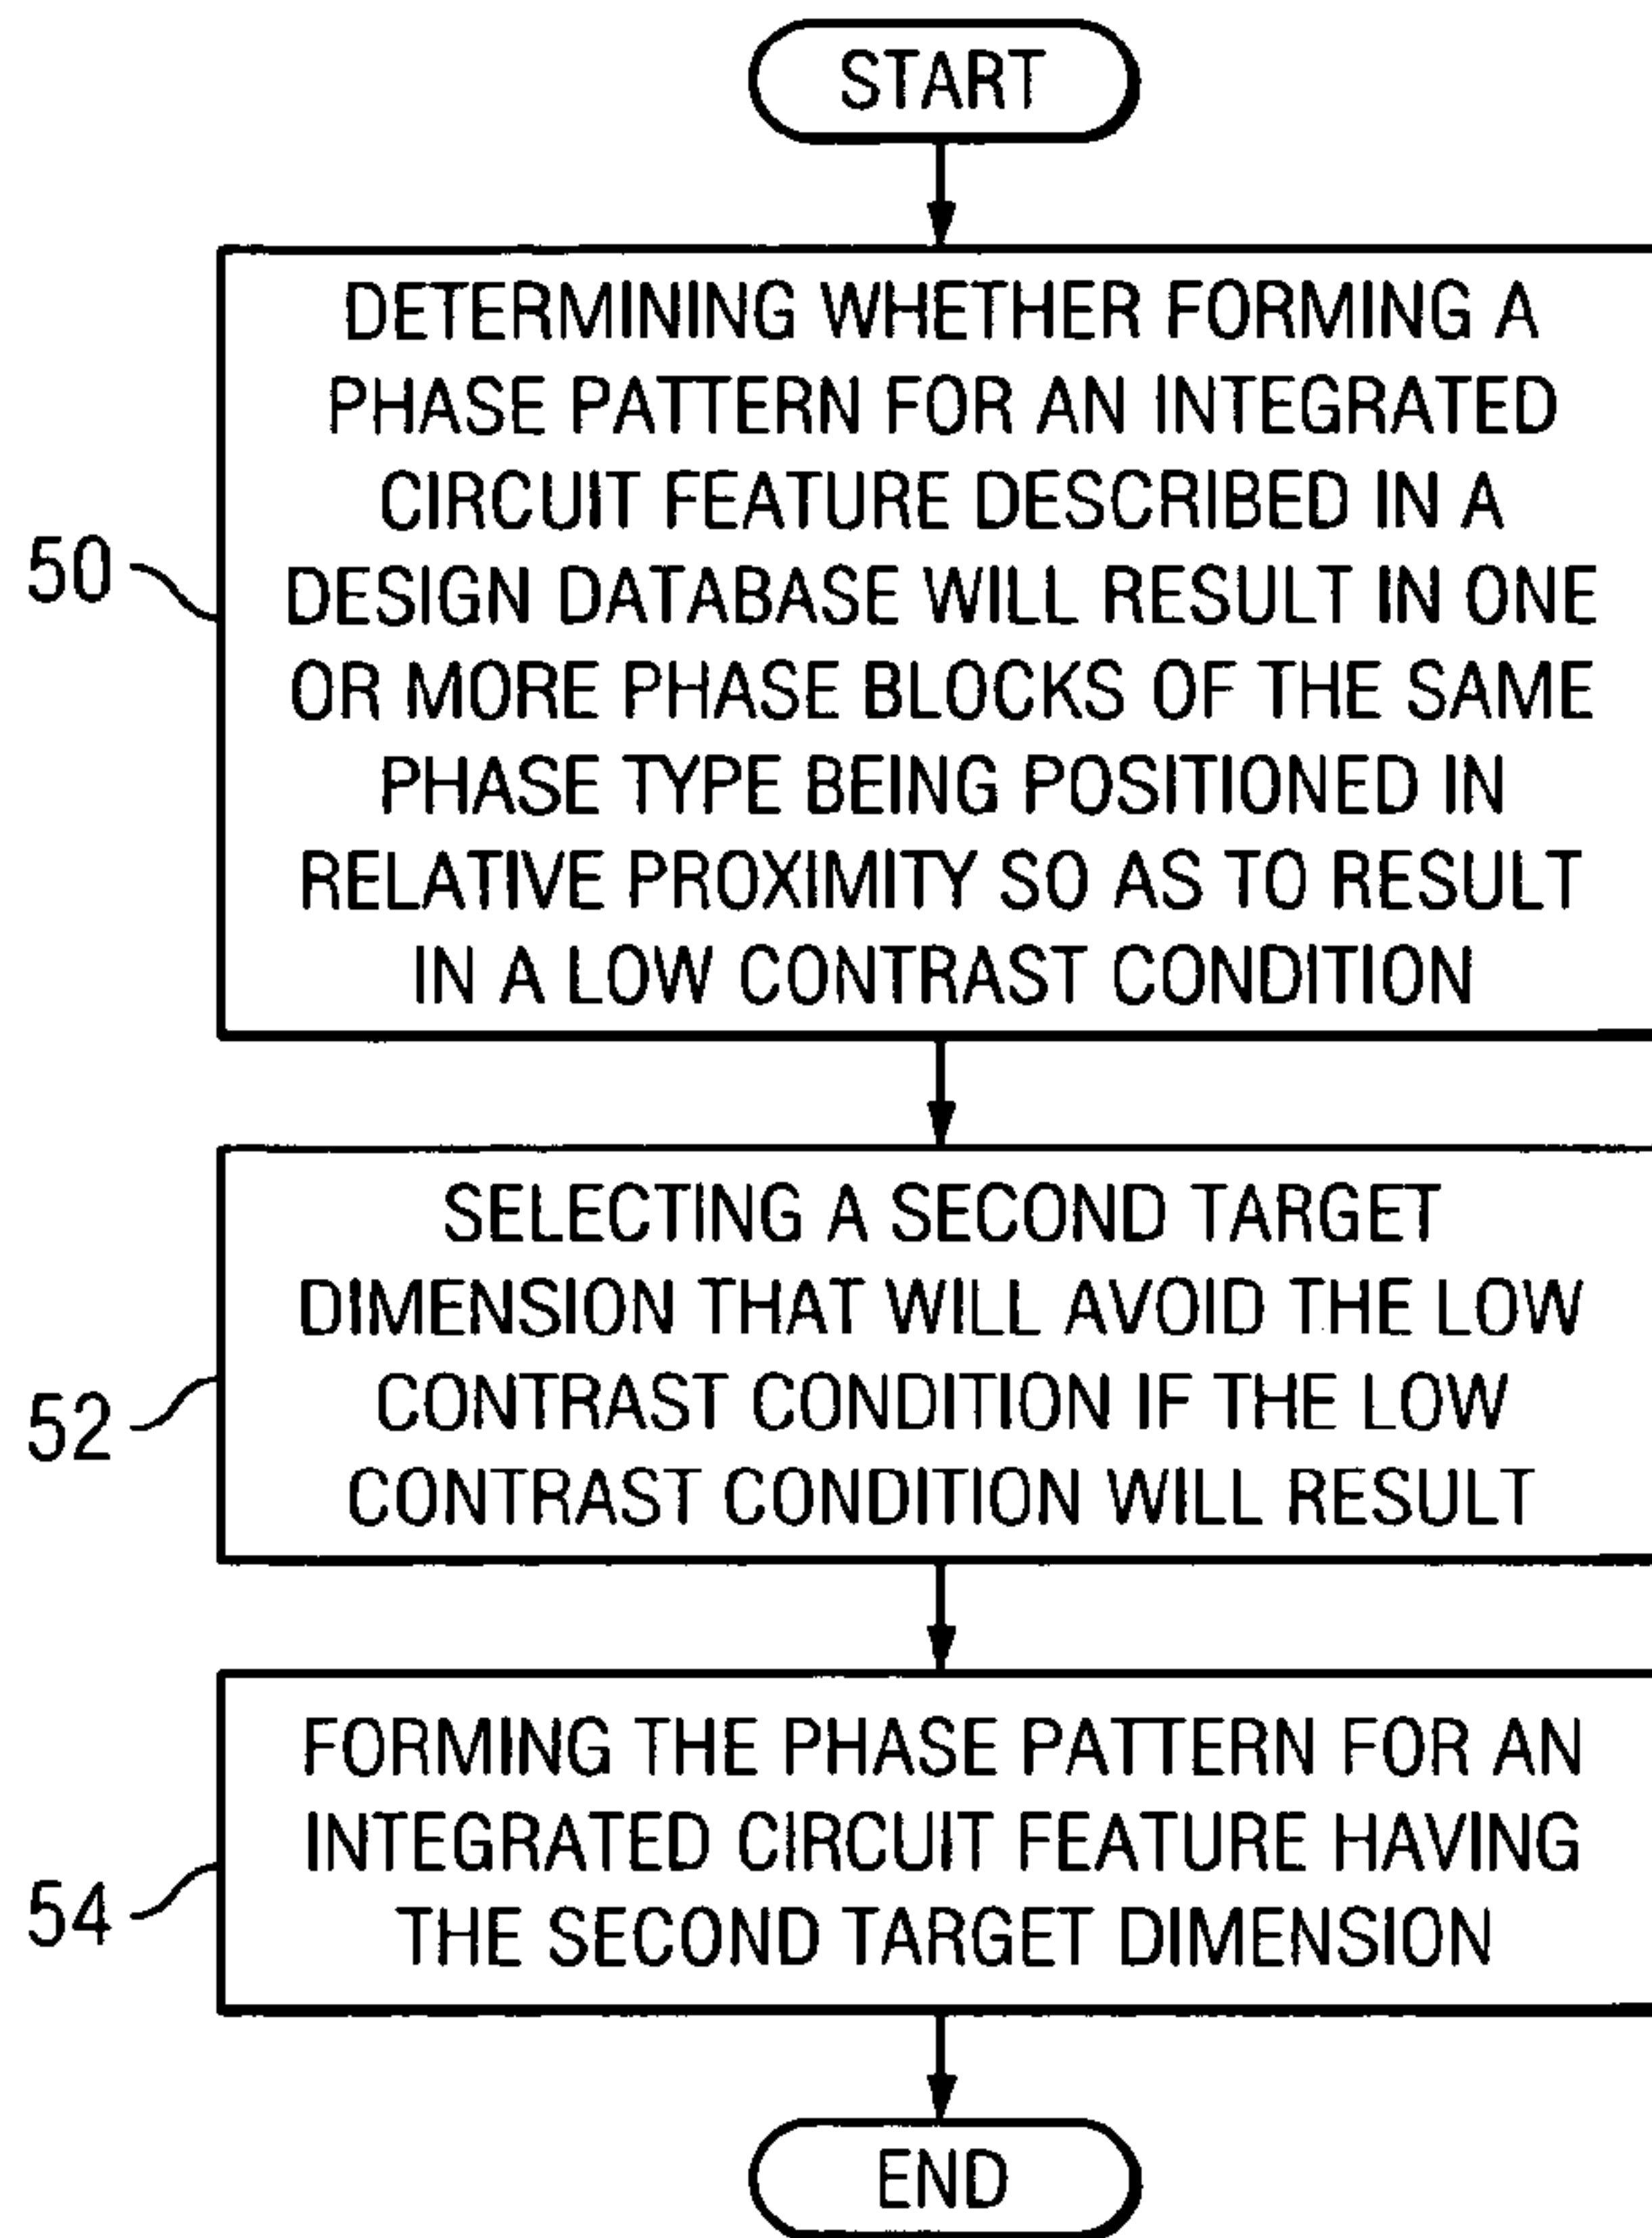 START
DETERMINING WHETHER FORMING A
PHASE PATTERN FOR AN INTEGRATED
CIRCUIT FEATURE DESCRIBED IN A
DESIGN DATABASE WILL RESULT IN ONE
OR MORE PHASE BLOCKS OF THE SAME
PHASE TYPE BEING POSITIONED IN
RELATIVE PROXIMITY SO AS TO RESULT
IN A LOW CONTRAST CONDITION
50
SELECTING A SECOND TARGET
DIMENSION THAT WILL AVOID THE LOW
CONTRAST CONDITION IF THE LOW
CONTRAST CONDITION WILL RESULT
52
FORMING THE PHASE PATTERN FOR AN
INTEGRATED CIRCUIT FEATURE HAVING
THE SECOND TARGET DIMENSION
54
END